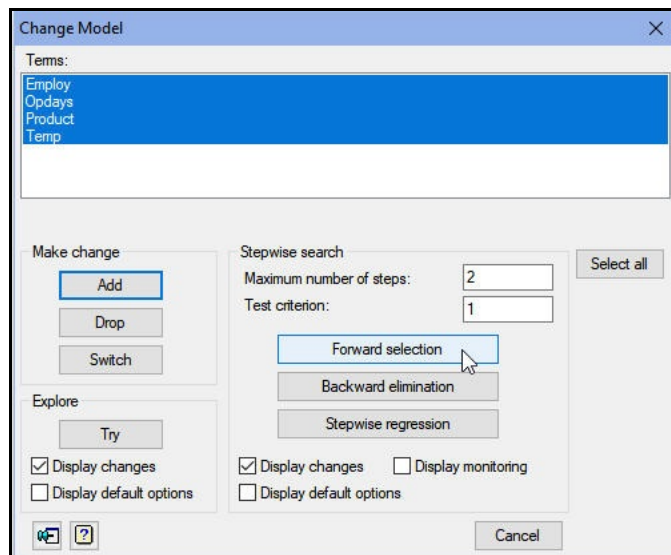 Change Model
Terms:
Employ
Opdays
Product
Temp
Make change
Add
Drop
Switch
Explore
Try
Display changes
Display default options
Stepwise search
Maximum number of steps: 2
Test criterion: 1
Forward selection
Backward elimination
Stepwise regression
Display changes Display monitoring
Display default options
Select all
?
Cancel